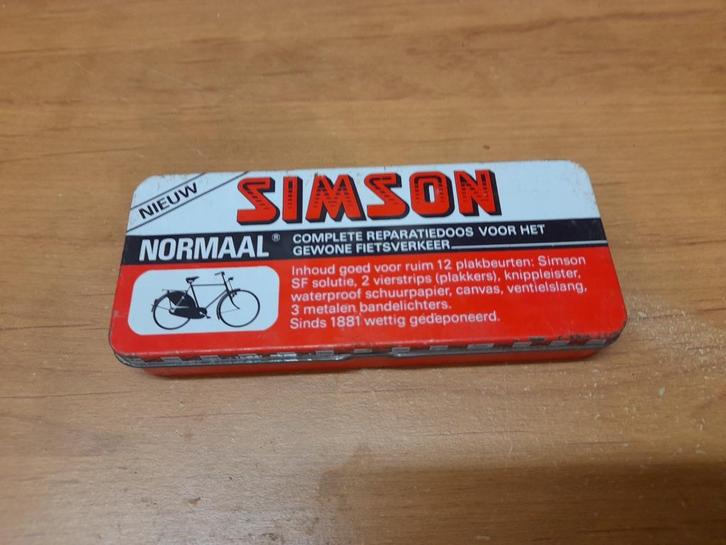 NIEUW
SIMSON
NORMAAL®
COMPLETE REPARATIEDOOS VOOR HET
GEWONE FIETSVERKEER
Inhoud goed voor ruim 12 plakbeurten: Simson
SF solutie, 2 vierstrips (plakkers), knippleister,
waterproof schuurpapier, canvas, ventielslang,
3 metalen bandelichters.
Sinds 1881 wettig gedeponeerd.